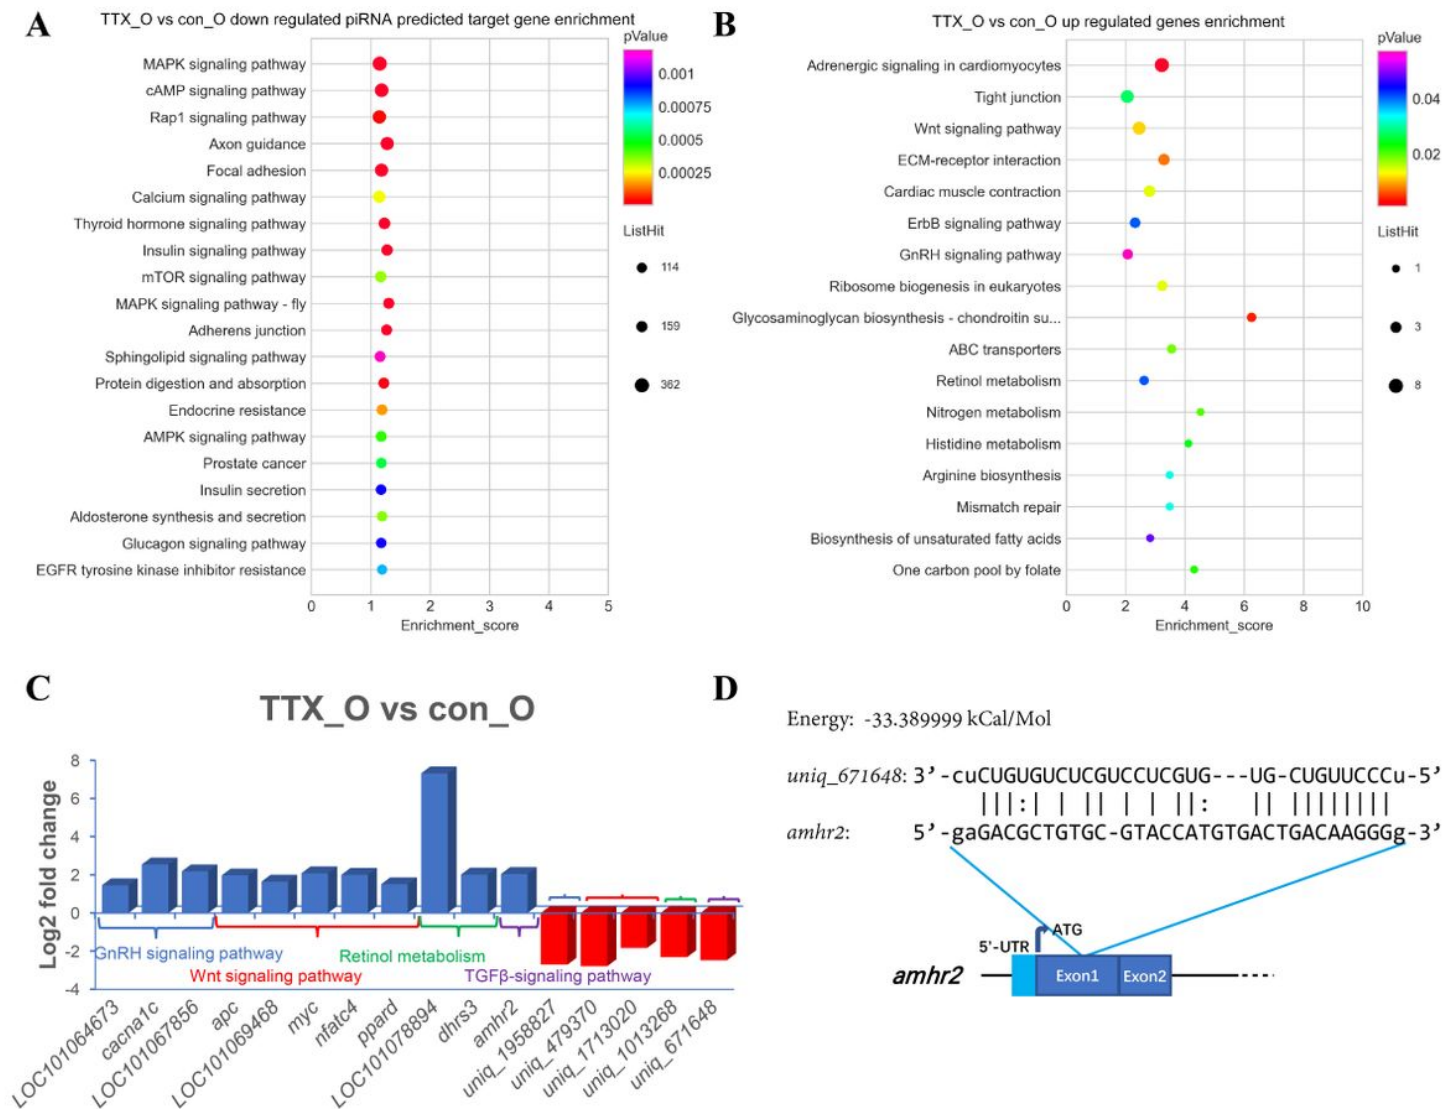 A
TTX_O vs con_O down regulated piRNA predicted target gene enrichment
MAPK signaling pathway
cAMP signaling pathway
Rap1 signaling pathway
Axon guidance
Focal adhesion
Calcium signaling pathway
Thyroid hormone signaling pathway
Insulin signaling pathway
mTOR signaling pathway
MAPK signaling pathway - fly
Adherens junction
Sphingolipid signaling pathway
Protein digestion and absorption
Endocrine resistance
AMPK signaling pathway
Prostate cancer
Insulin secretion
Aldosterone synthesis and secretion
Glucagon signaling pathway
EGFR tyrosine kinase inhibitor resistance
0 1 2 3 4 5
Enrichment_score
pValue
0.001
0.00075
0.0005
0.00025
ListHit
114
159
362
B
TTX_O vs con_O up regulated genes enrichment
Adrenergic signaling in cardiomyocytes
Tight junction
Wnt signaling pathway
ECM-receptor interaction
Cardiac muscle contraction
ErbB signaling pathway
GnRH signaling pathway
Ribosome biogenesis in eukaryotes
Glycosaminoglycan biosynthesis - chondroitin su...
ABC transporters
Retinol metabolism
Nitrogen metabolism
Histidine metabolism
Arginine biosynthesis
Mismatch repair
Biosynthesis of unsaturated fatty acids
One carbon pool by folate
0 2 4 6 8 10
Enrichment_score
pValue
0.04
0.02
ListHit
1
3
8
C
TTX_O vs con_O
Log2 fold change
8
6
4
2
0
-2
-4
GnRH signaling pathway
Wnt signaling pathway
Retinol metabolism
TGFβ-signaling pathway
LOC101064673
cacna1c
LOC101067856
apc
LOC101069468
myc
nfatc4
ppard
LOC101078894
dhrs3
amhr2
uniq_1958827
uniq_479370
uniq_1713020
uniq_1013268
uniq_671648
D
Energy: -33.389999 kCal/Mol
uniq_671648: 3’-cuCUGUGUCUCGUCCUCGUG---UG-CUGUUCCCu-5’
|||:| | || | | ||: || ||||||||
amhr2: 5’-gaGACGCTGTGC-GTACCATGTGACTGACAAGGGg-3’
ATG
5’-UTR
amhr2
Exon1
Exon2